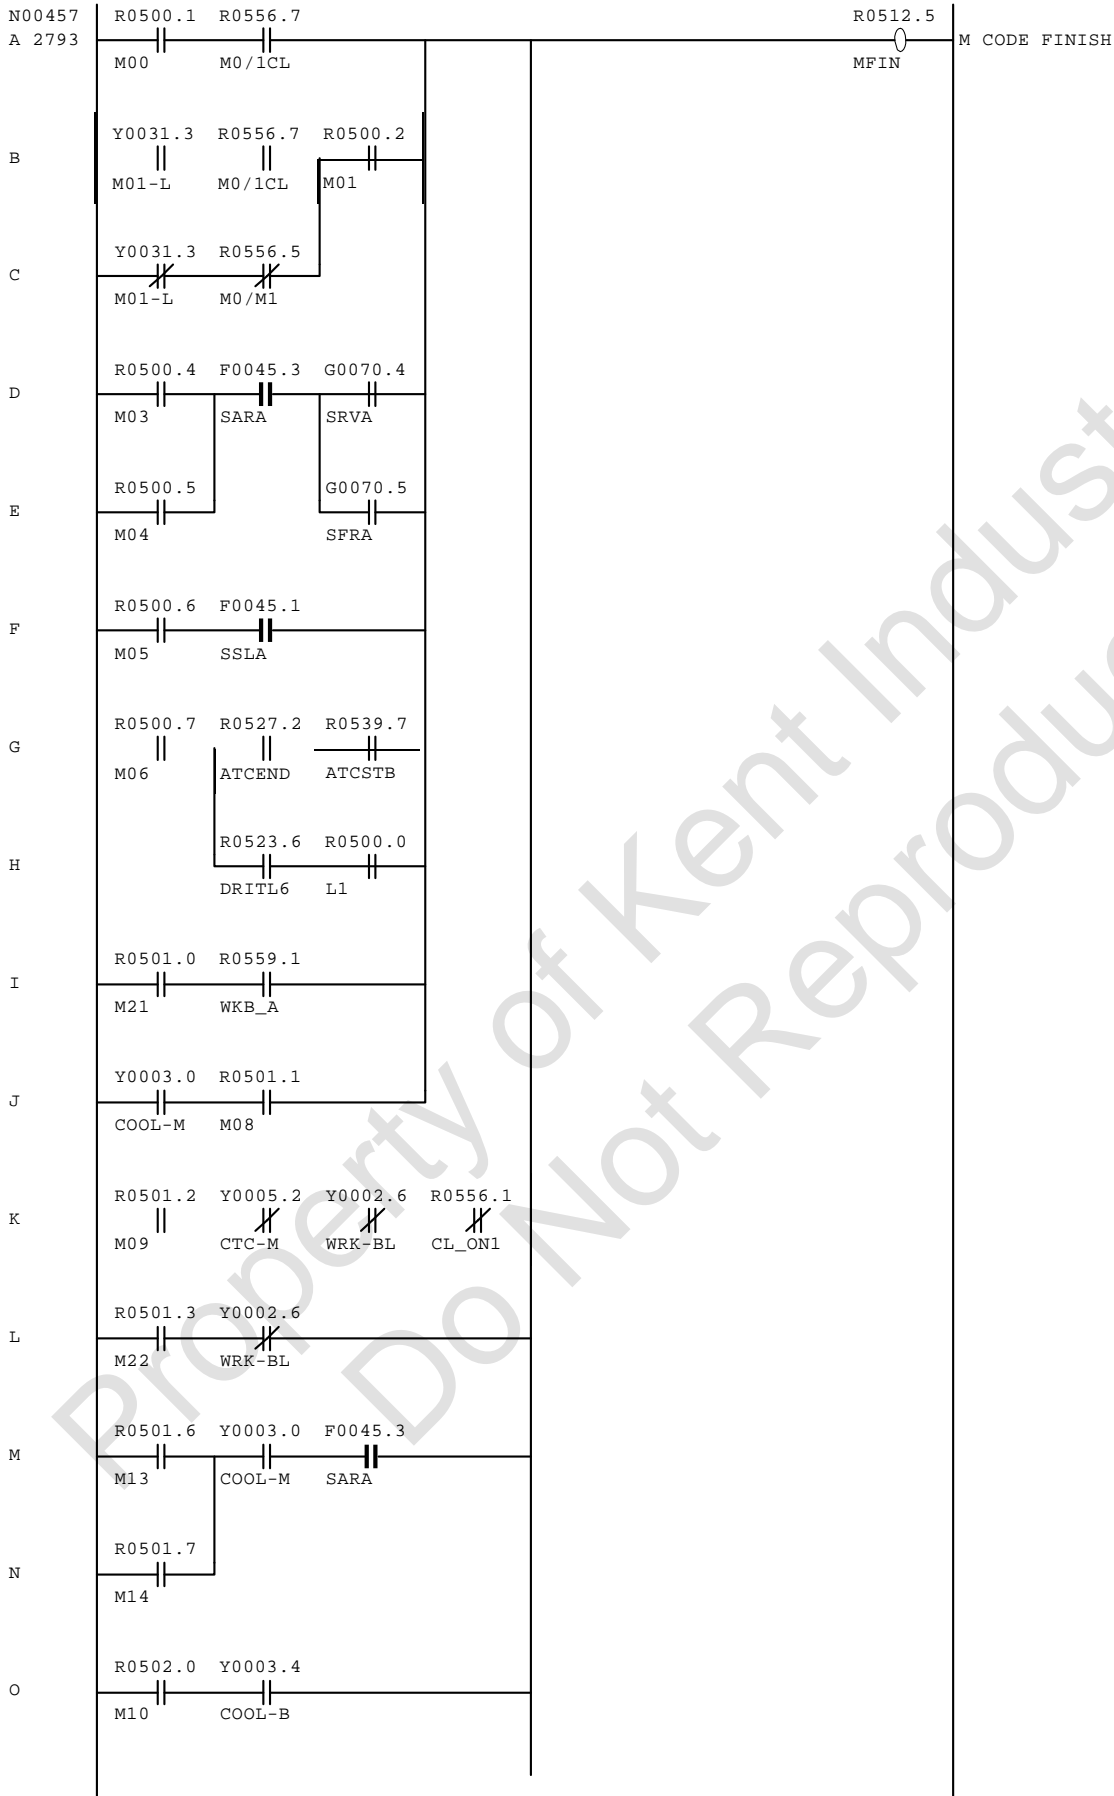 N00457 R0500.1 R0556.7 R0512.5
A 2793 M CODE FINISH
M00 M0/1CL MFIN
Y0031.3 R0556.7 R0500.2
B
M01-L M0/1CL M01
Y0031.3 R0556.5
C
M01-L M0/M1
R0500.4 F0045.3 G0070.4
D
M03 SARA SRVA
R0500.5 G0070.5
E
M04 SFRA
R0500.6 F0045.1
F
M05 SSLA
R0500.7 R0527.2 R0539.7
G
M06 ATCEND ATCSTB
R0523.6 R0500.0
H
DRITL6 L1
R0501.0 R0559.1
I
M21 WKB_A
Y0003.0 R0501.1
J
COOL-M M08
R0501.2 Y0005.2 Y0002.6 R0556.1
K
M09 CTC-M WRK-BL CL_ON1
R0501.3 Y0002.6
L
M22 WRK-BL
R0501.6 Y0003.0 F0045.3
M
M13 COOL-M SARA
R0501.7
N
M14
R0502.0 Y0003.4
O
M10 COOL-B
Property of Kent Indust
Do Not Reproduc